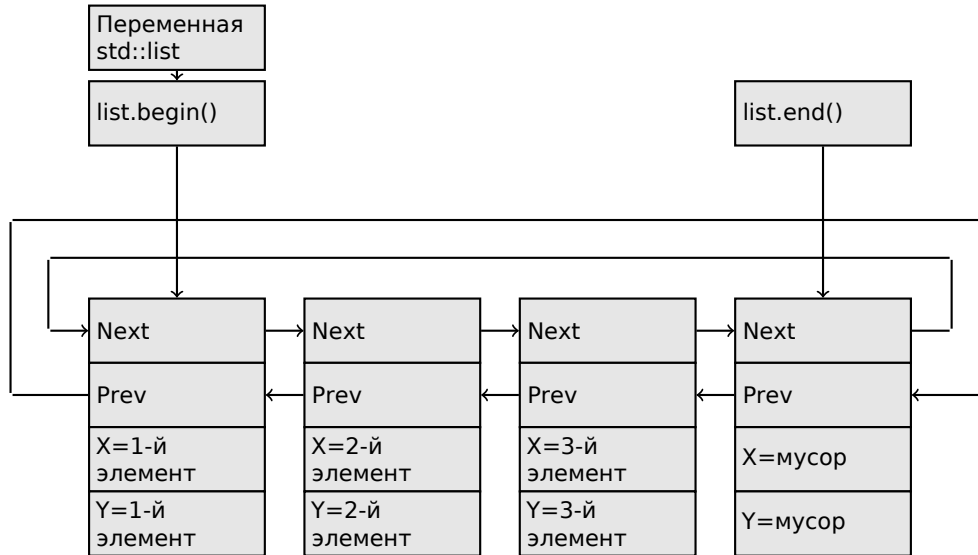 Переменная
std::list
list.begin()
list.end()
Next
Next
Next
Next
Prev
Prev
Prev
Prev
X=1-й
элемент
X=2-й
элемент
X=3-й
элемент
X=мусор
Y=1-й
элемент
Y=2-й
элемент
Y=3-й
элемент
Y=мусор